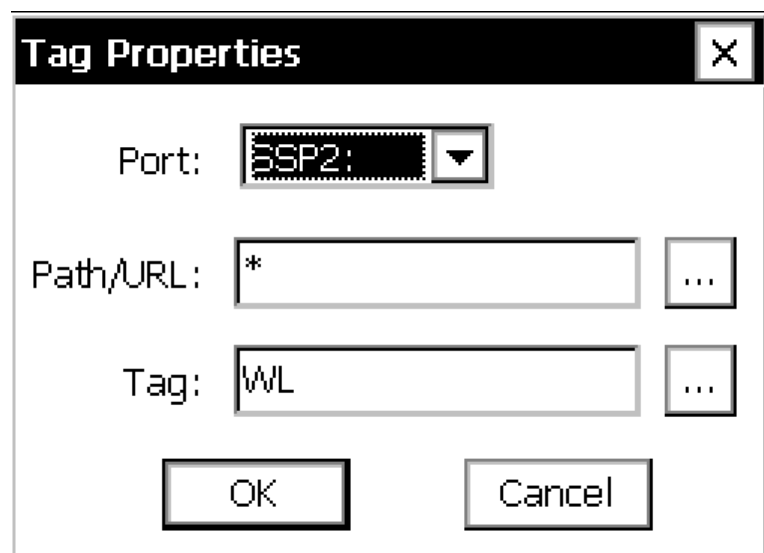 Tag Properties
Port: SSP2:
Path/URL: * ...
Tag: WL ...
OK Cancel